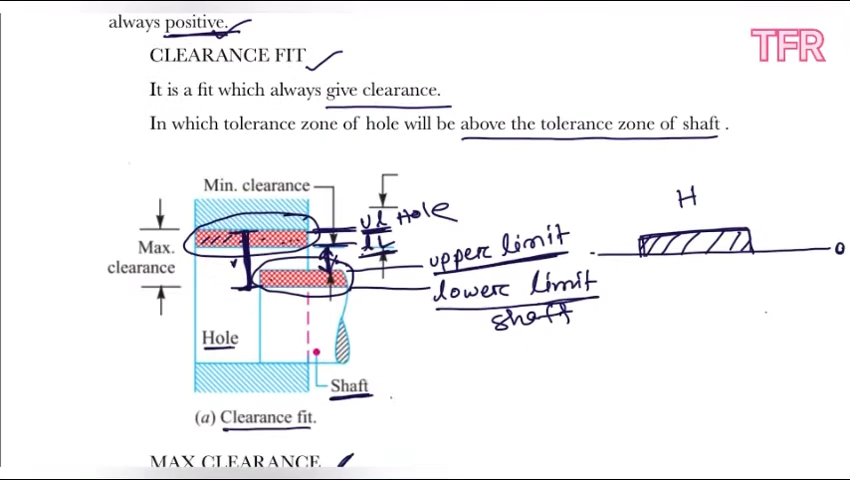 always positive.
TFR
CLEARANCE FIT
It is a fit which always give clearance.
In which tolerance zone of hole will be above the tolerance zone of shaft .
Min. clearance
ul Hole
H
Max.
clearance
ll
upper limit
0
lower limit
shaft
Hole
Shaft
(a) Clearance fit.
MAX CLEARANCE